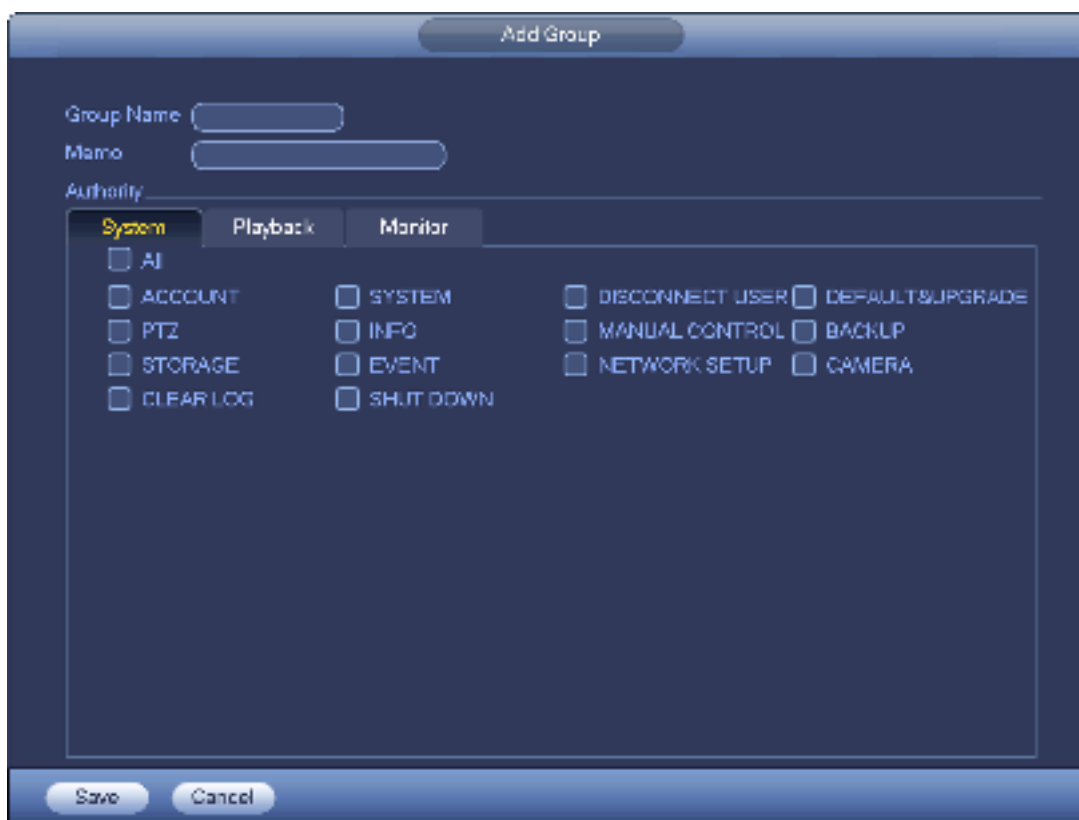 Add Group
Group Name
Memo
Authority
System Playback Monitor
All
ACCOUNT SYSTEM DISCONNECT USER DEFAULT&UPGRADE
PTZ INFO MANUAL CONTROL BACKUP
STORAGE EVENT NETWORK SETUP CAMERA
CLEAR LOG SHUT DOWN
Save Cancel